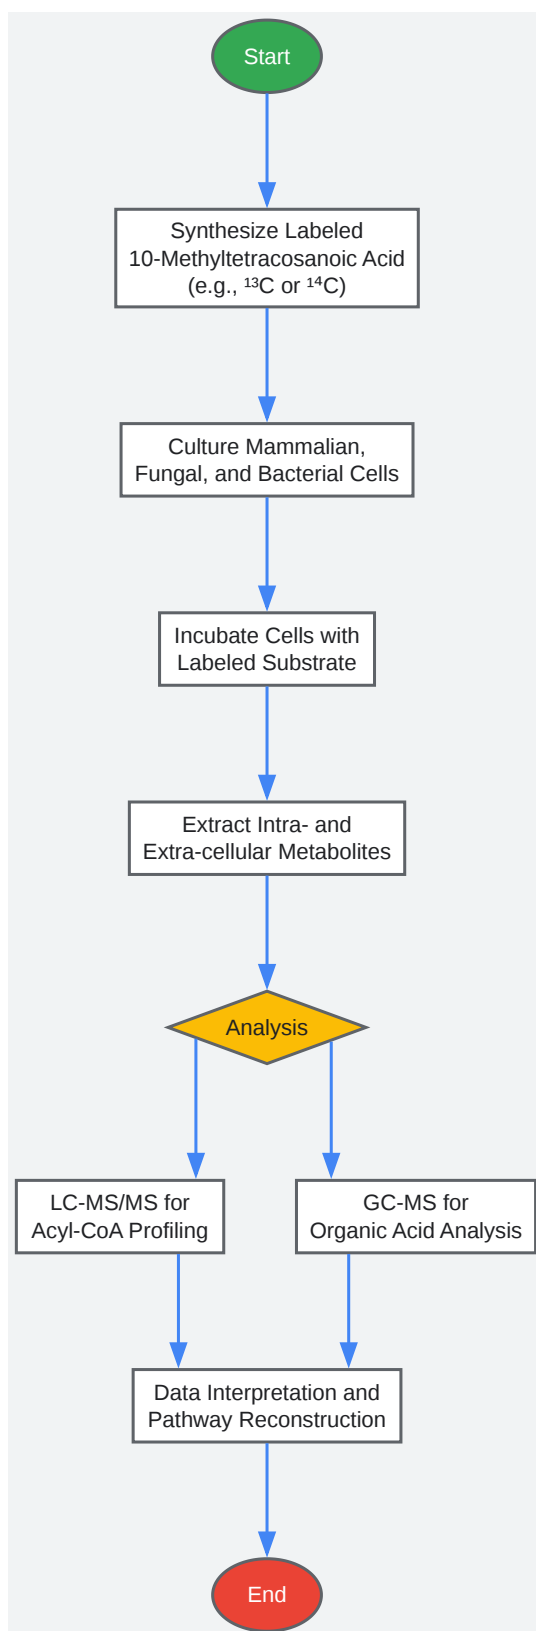 Start
Synthesize Labeled
10-Methyltetracosanoic Acid
(e.g., ¹³C or ¹⁴C)
Culture Mammalian,
Fungal, and Bacterial Cells
Incubate Cells with
Labeled Substrate
Extract Intra- and
Extra-cellular Metabolites
Analysis
LC-MS/MS for
Acyl-CoA Profiling
GC-MS for
Organic Acid Analysis
Data Interpretation and
Pathway Reconstruction
End